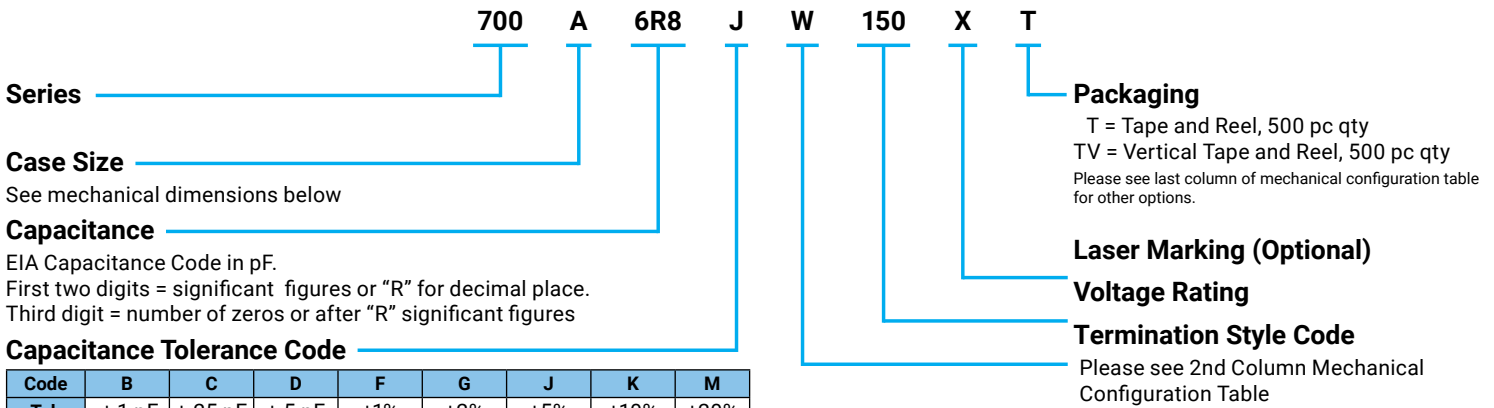 700 A 6R8 J W 150 X T
Series
Case Size
See mechanical dimensions below
Capacitance
EIA Capacitance Code in pF.
First two digits = significant figures or “R” for decimal place.
Third digit = number of zeros or after “R” significant figures
Capacitance Tolerance Code
Code B C D F G J K M
Packaging
T = Tape and Reel, 500 pc qty
TV = Vertical Tape and Reel, 500 pc qty
Please see last column of mechanical configuration table
for other options.
Laser Marking (Optional)
Voltage Rating
Termination Style Code
Please see 2nd Column Mechanical
Configuration Table